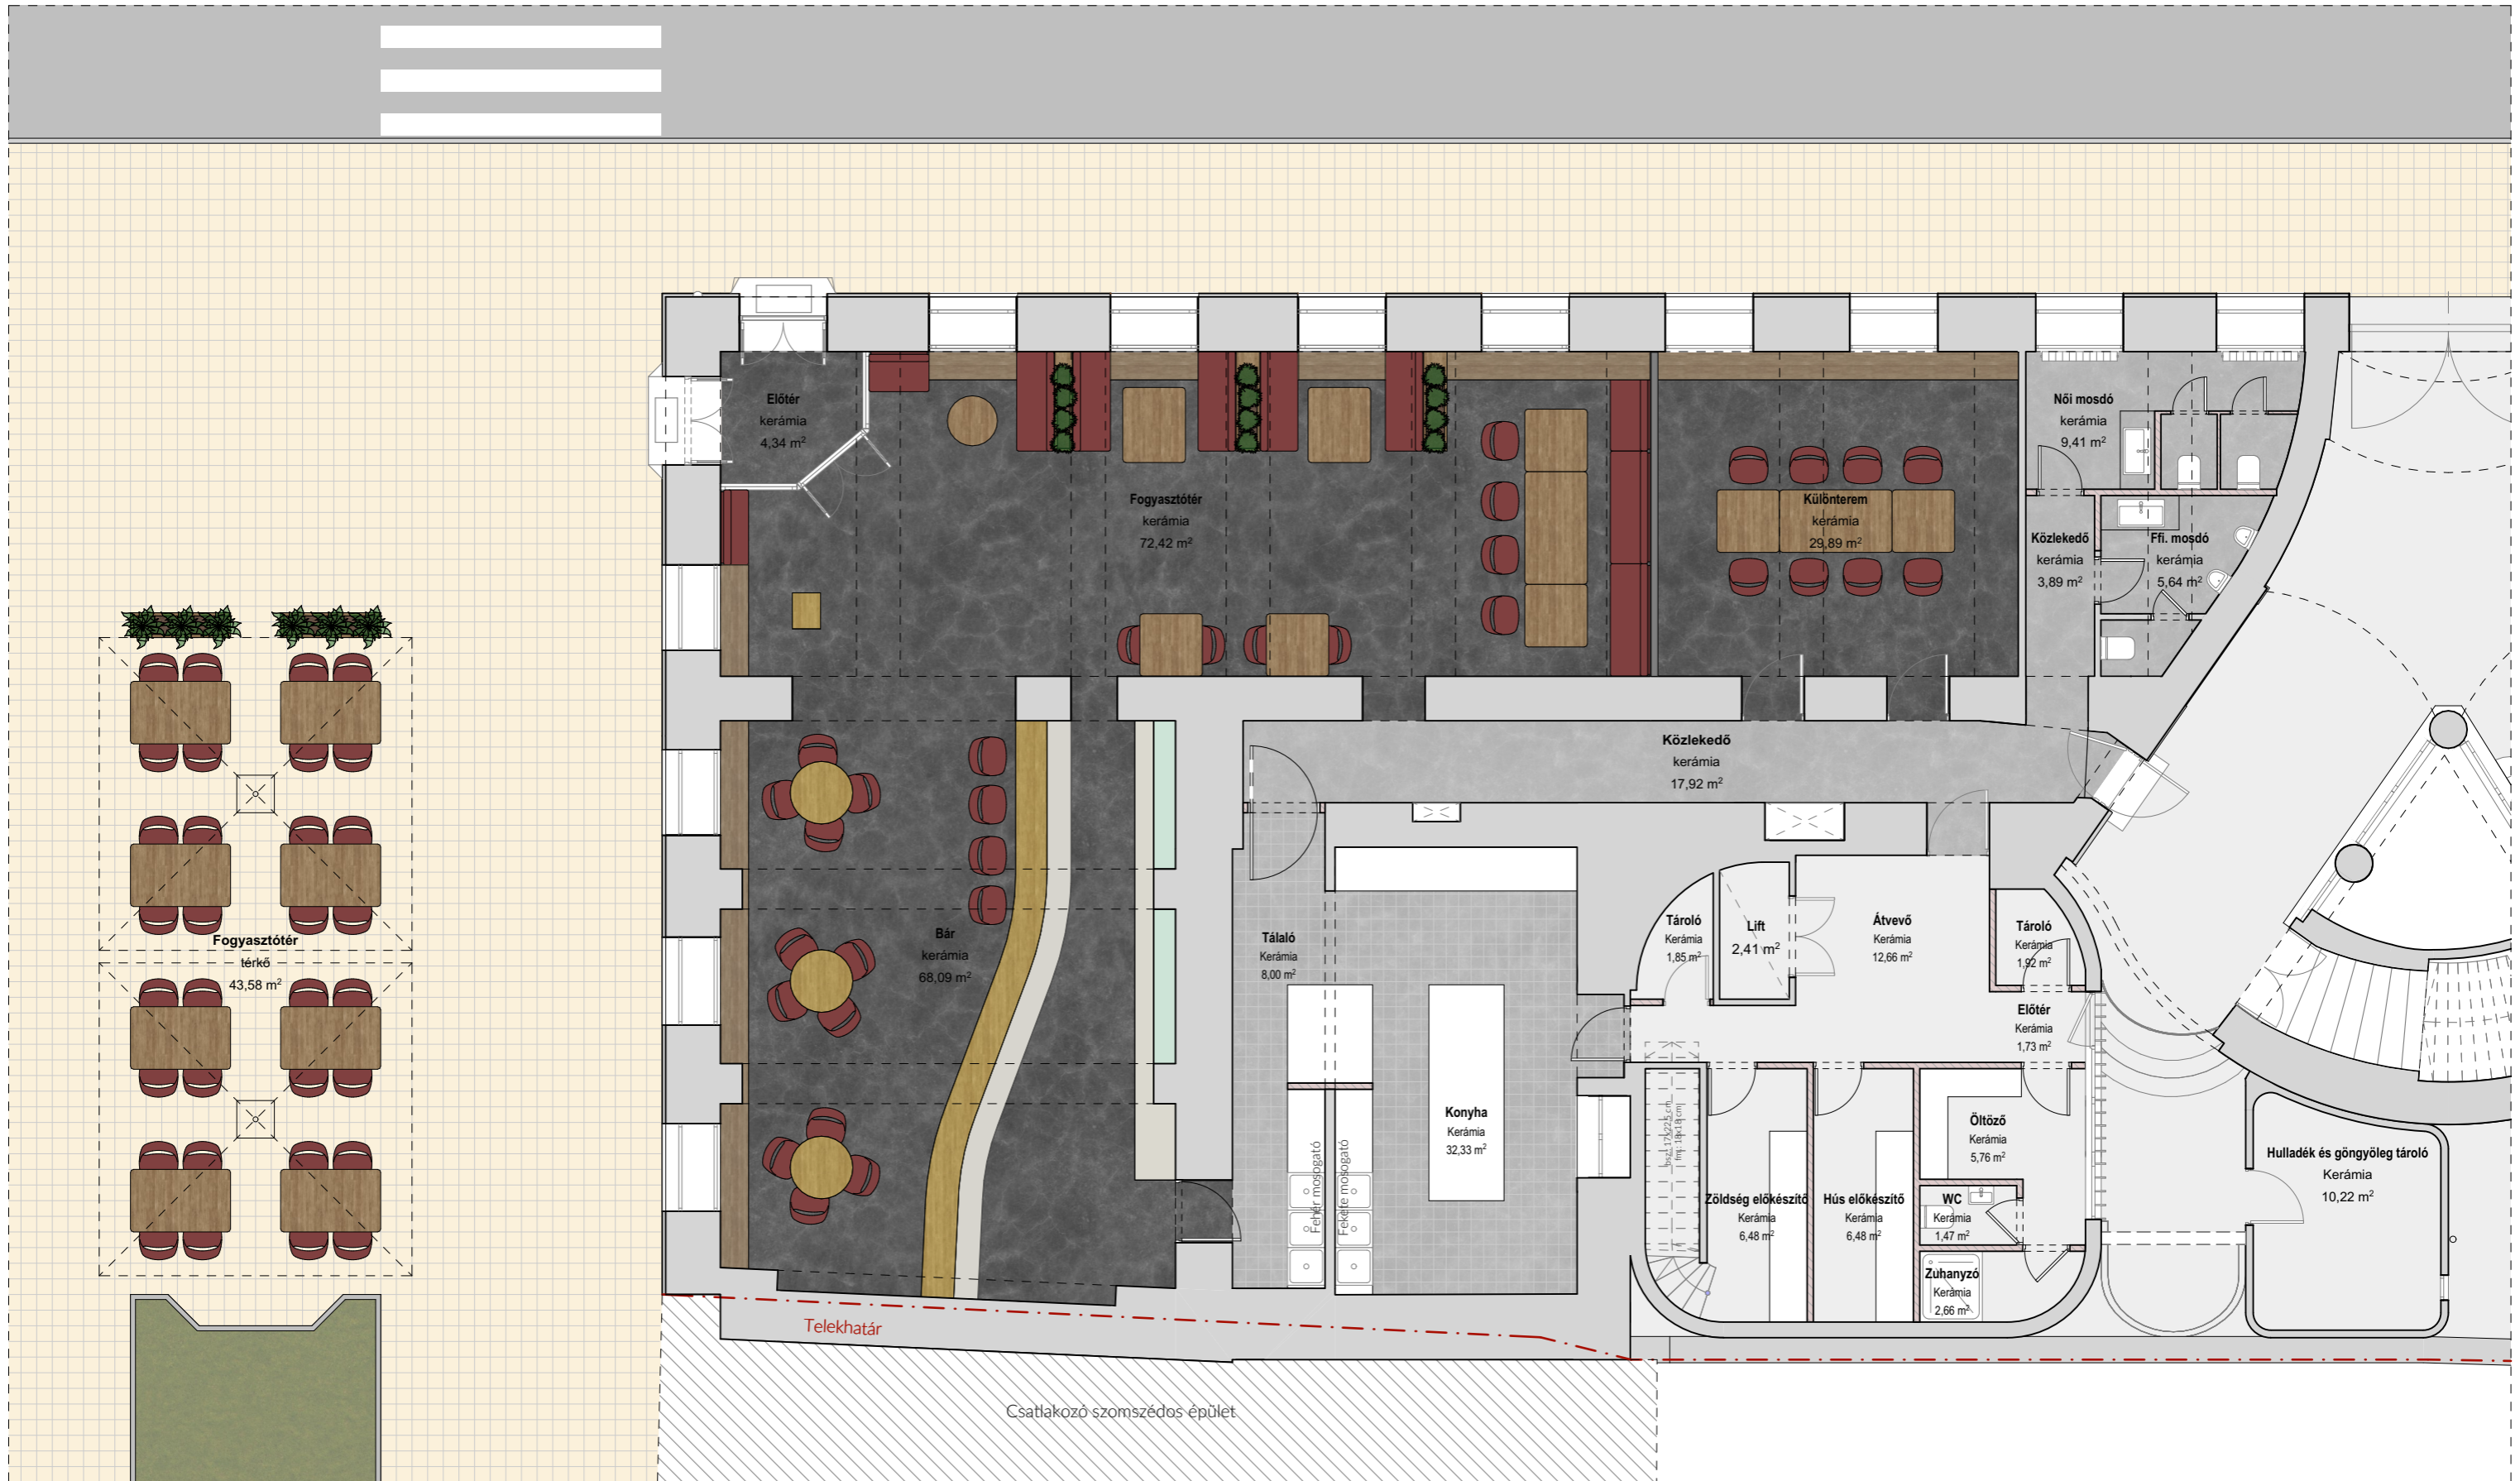 Előtér
kerámia
4,34 m²
Fogyasztótér
kerámia
72,42 m²
Különterem
kerámia
29,89 m²
Női mosdó
kerámia
9,41 m²
Közlekedő
kerámia
3,89 m²
Ffi. mosdó
kerámia
5,64 m²
Közlekedő
kerámia
17,92 m²
Fogyasztótér
térkő
43,58 m²
Bár
kerámia
68,09 m²
Tálaló
Kerámia
8,00 m²
Tároló
Kerámia
1,85 m²
Lift
2,41 m²
Átvevő
Kerámia
12,66 m²
Tároló
Kerámia
1,92 m²
Előtér
Kerámia
1,73 m²
Konyha
Kerámia
32,33 m²
Fehér mosogató
Fekete mosogató
Zöldség előkészítő
Kerámia
6,48 m²
Hús előkészítő
Kerámia
6,48 m²
Öltöző
Kerámia
5,76 m²
WC
Kerámia
1,47 m²
Zuhanyzó
Kerámia
2,66 m²
Hulladék és göngyöleg tároló
Kerámia
10,22 m²
Telekhatár
Csatlakozó szomszédos épület